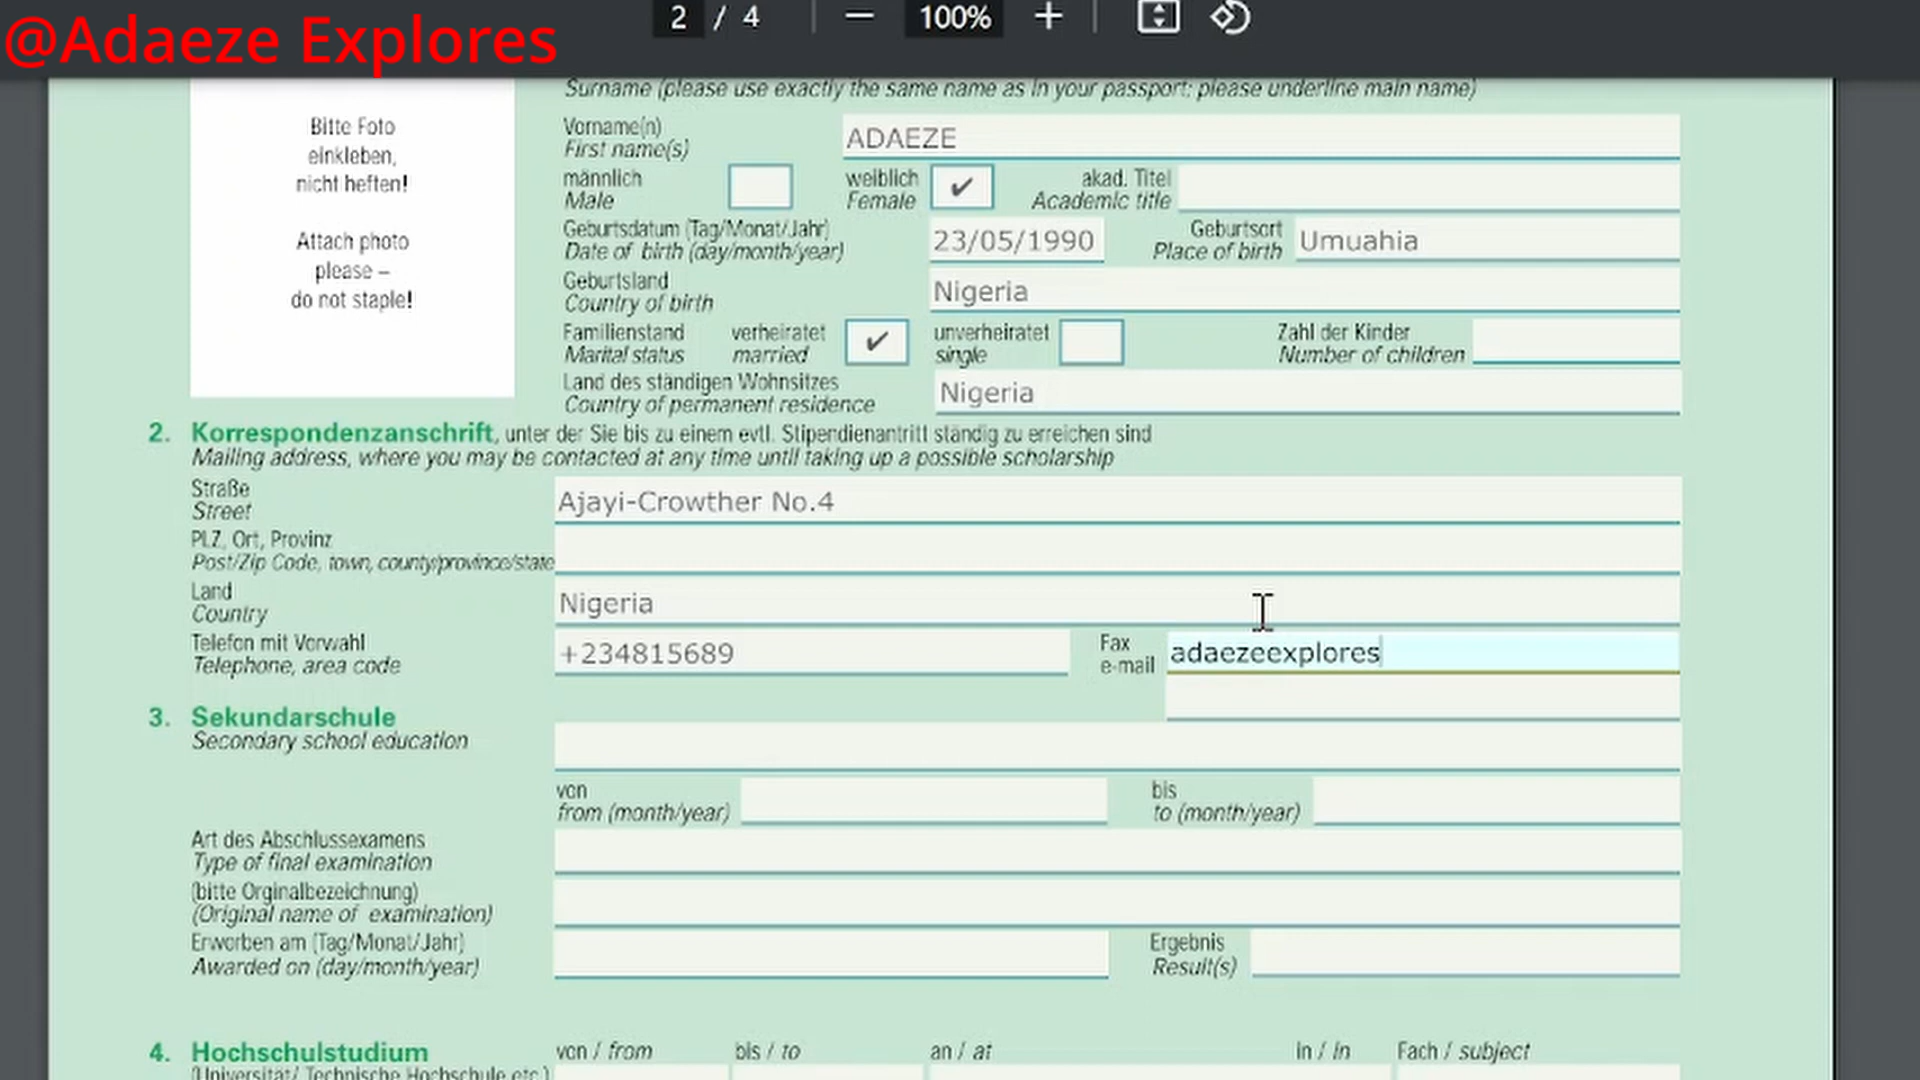 @Adaeze Explores
2 / 4 100%
Surname (please use exactly the same name as in your passport; please underline main name)
Bitte Foto
einkleben,
nicht heften!
Attach photo
please –
do not staple!
Vorname(n)
First name(s)
ADAEZE
männlich
Male
weiblich
Female
✔
akad. Titel
Academic title
Geburtsdatum (Tag/Monat/Jahr)
Date of birth (day/month/year)
23/05/1990
Geburtsort
Place of birth
Umuahia
Geburtsland
Country of birth
Nigeria
Familienstand
Marital status
verheiratet
married
✔
unverheiratet
single
Zahl der Kinder
Number of children
Land des ständigen Wohnsitzes
Country of permanent residence
Nigeria
2. Korrespondenzanschrift, unter der Sie bis zu einem evtl. Stipendienantritt ständig zu erreichen sind
Mailing address, where you may be contacted at any time until taking up a possible scholarship
Straße
Street
Ajayi-Crowther No.4
PLZ, Ort, Provinz
Post/Zip Code, town, county/province/state
Land
Country
Nigeria
Telefon mit Vorwahl
Telephone, area code
+234815689
Fax
e-mail
adaezeexplores
3. Sekundarschule
Secondary school education
von
from (month/year)
bis
to (month/year)
Art des Abschlussexamens
Type of final examination
(bitte Orginalbezeichnung)
(Original name of examination)
Erworben am (Tag/Monat/Jahr)
Awarded on (day/month/year)
Ergebnis
Result(s)
4. Hochschulstudium
von / from bis / to an / at in / in Fach / subject
(Universität/ Technische Hochschule etc.)